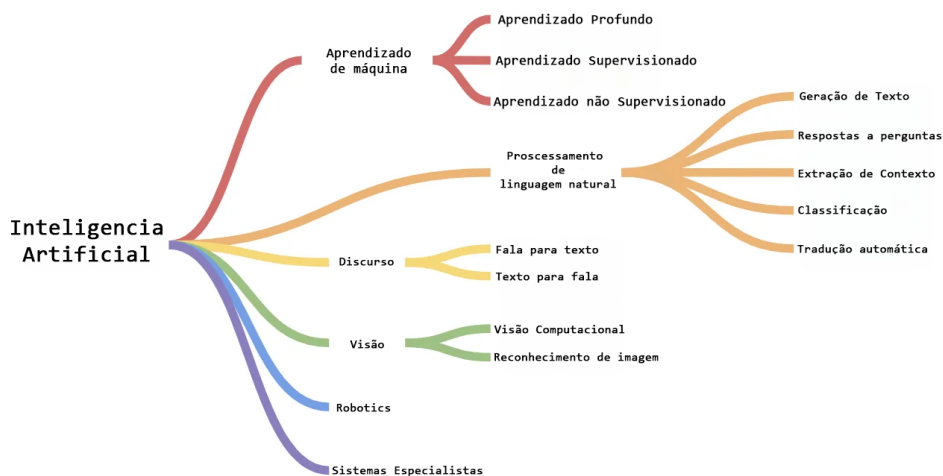 Inteligencia
Artificial
Aprendizado
de máquina
Aprendizado Profundo
Aprendizado Supervisionado
Aprendizado não Supervisionado
Proscessamento
de
linguagem natural
Geração de Texto
Respostas a perguntas
Extração de Contexto
Classificação
Tradução automática
Discurso
Fala para texto
Texto para fala
Visão
Visão Computacional
Reconhecimento de imagem
Robotics
Sistemas Especialistas